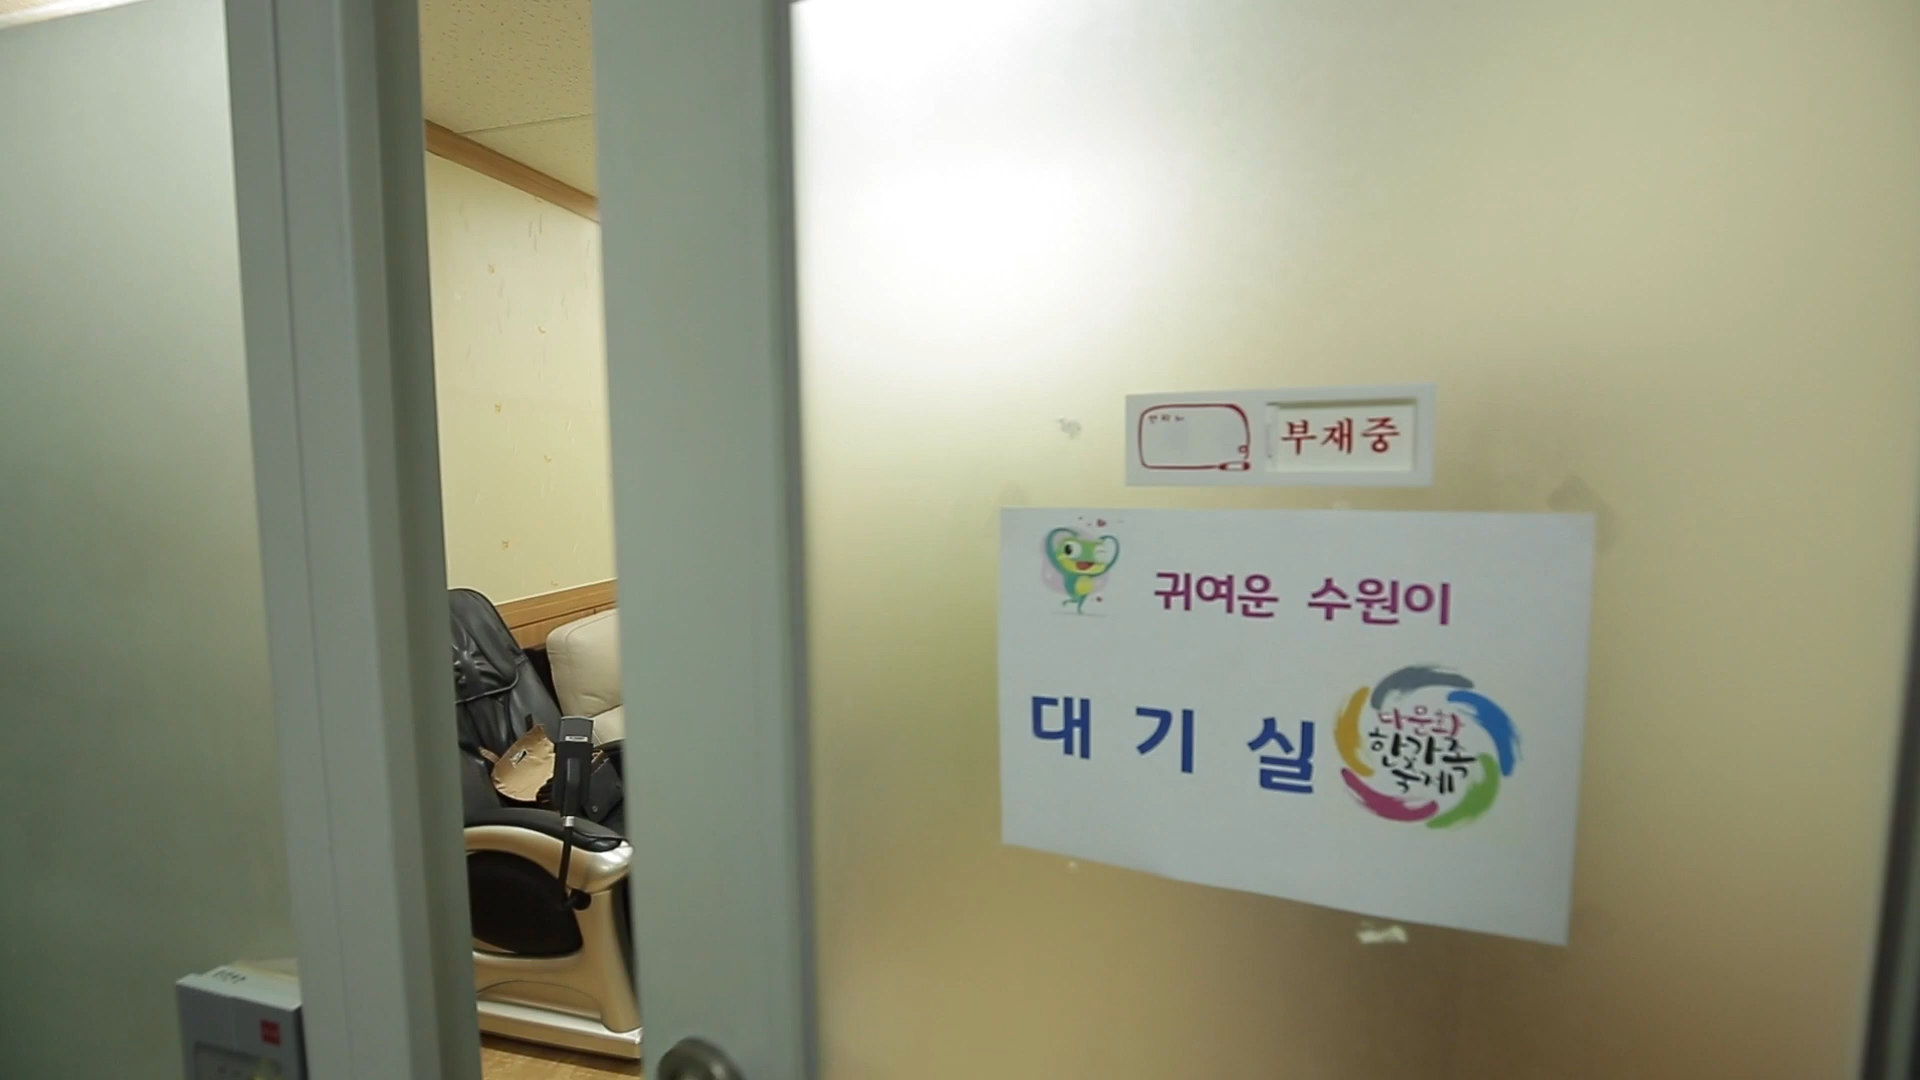 부재중
귀여운 수원이
대 기 실
다문화
한가족
축제